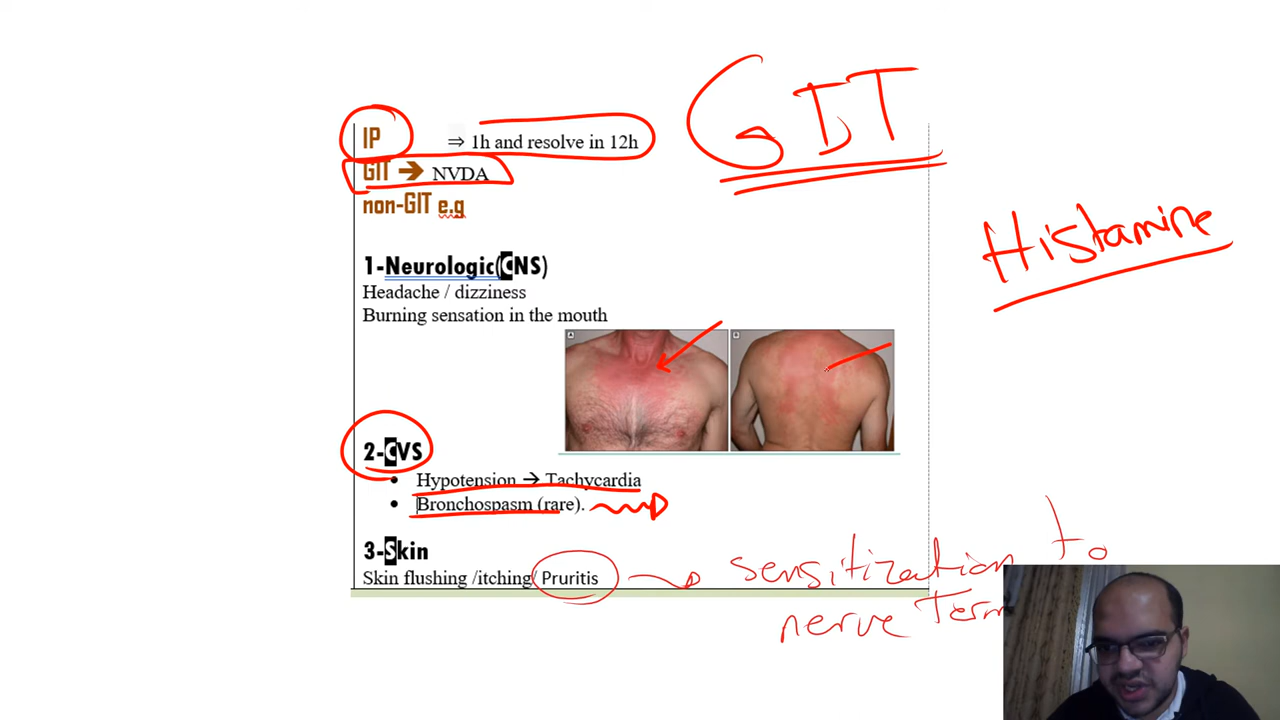 GIT
IP ⇒ 1h and resolve in 12h
GIT → NVDA
non-GIT e.g
Histamine
1-Neurologic(CNS)
Headache / dizziness
Burning sensation in the mouth
A
B
2-CVS
• Hypotension → Tachycardia
• Bronchospasm (rare).
3-Skin
Skin flushing /itching/ Pruritis
sensitization to
nerve Term